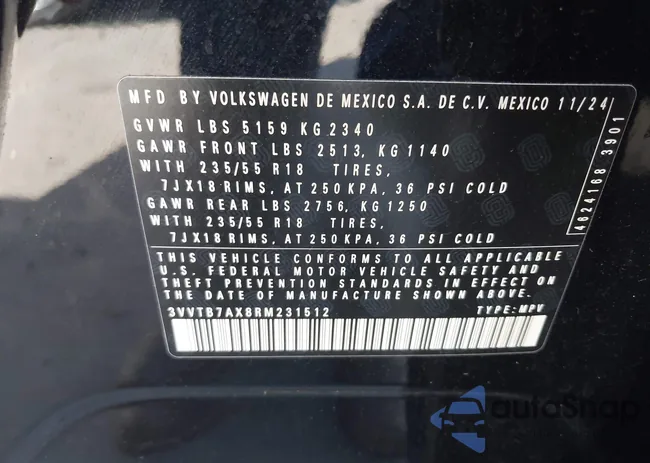 MFD BY VOLKSWAGEN DE MEXICO S.A. DE C.V. MEXICO 11/24
GVWR LBS 5159 KG 2340
GAWR FRONT LBS 2513, KG 1140
WITH 235/55 R18 TIRES,
7JX18 RIMS, AT 250 KPA, 36 PSI COLD
GAWR REAR LBS 2756, KG 1250
WITH 235/55 R18 TIRES,
7JX18 RIMS, AT 250 KPA, 36 PSI COLD
THIS VEHICLE CONFORMS TO ALL APPLICABLE
U.S. FEDERAL MOTOR VEHICLE SAFETY AND
THEFT PREVENTION STANDARDS IN EFFECT ON
THE DATE OF MANUFACTURE SHOWN ABOVE.
3VVTB7AX8RM231512 TYPE: MPV
4624168 3901
autoSnap